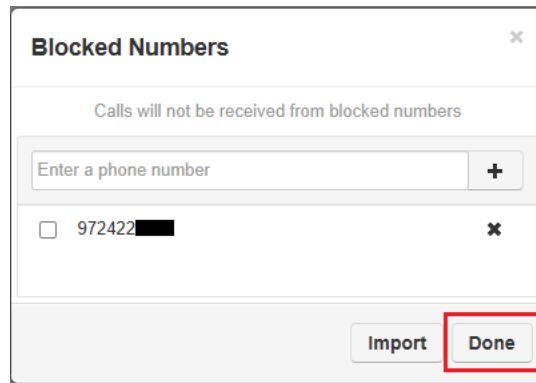 Blocked Numbers
Calls will not be received from blocked numbers
Enter a phone number
972422
Import
Done